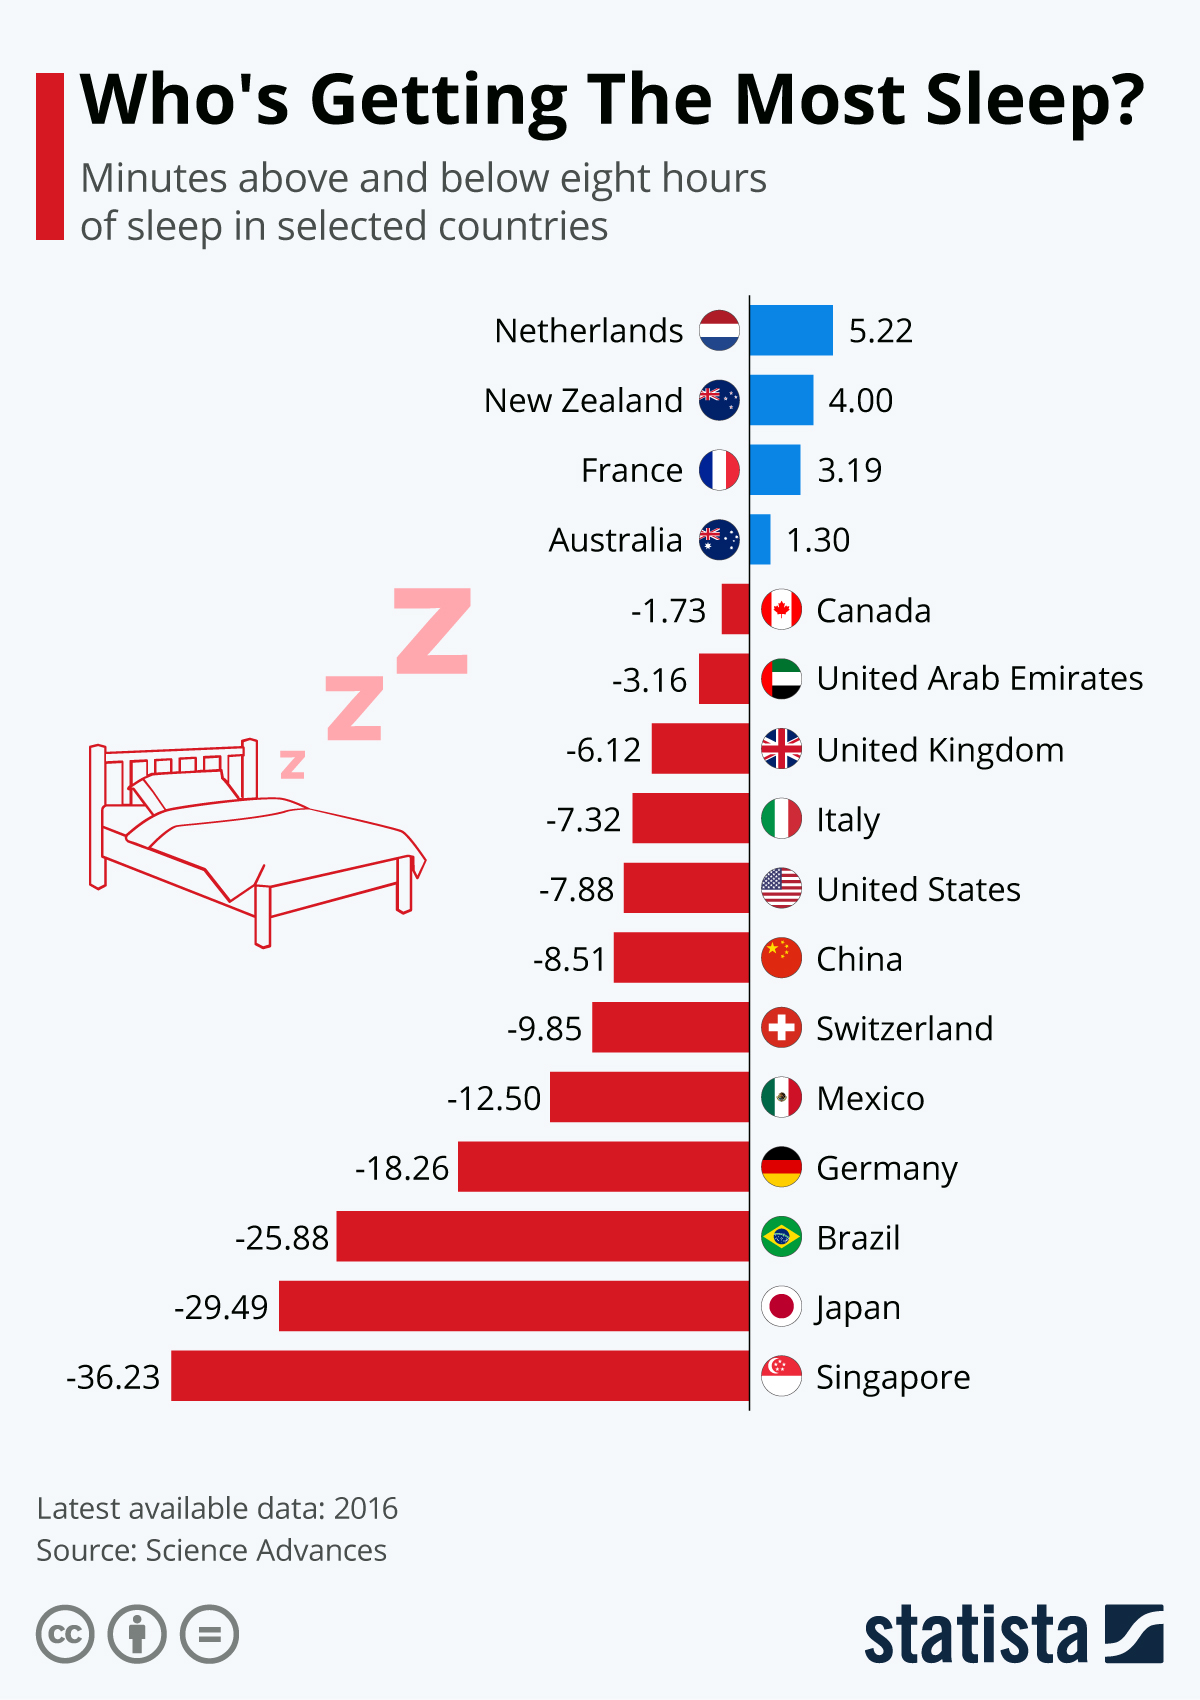 Who's Getting The Most Sleep?
Minutes above and below eight hours
of sleep in selected countries
Netherlands 5.22
New Zealand 4.00
France 3.19
Australia 1.30
-1.73 Canada
-3.16 United Arab Emirates
-6.12 United Kingdom
-7.32 Italy
-7.88 United States
-8.51 China
-9.85 Switzerland
-12.50 Mexico
-18.26 Germany
-25.88 Brazil
-29.49 Japan
-36.23 Singapore
Z
Z
Z
Latest available data: 2016
Source: Science Advances
cc
statista